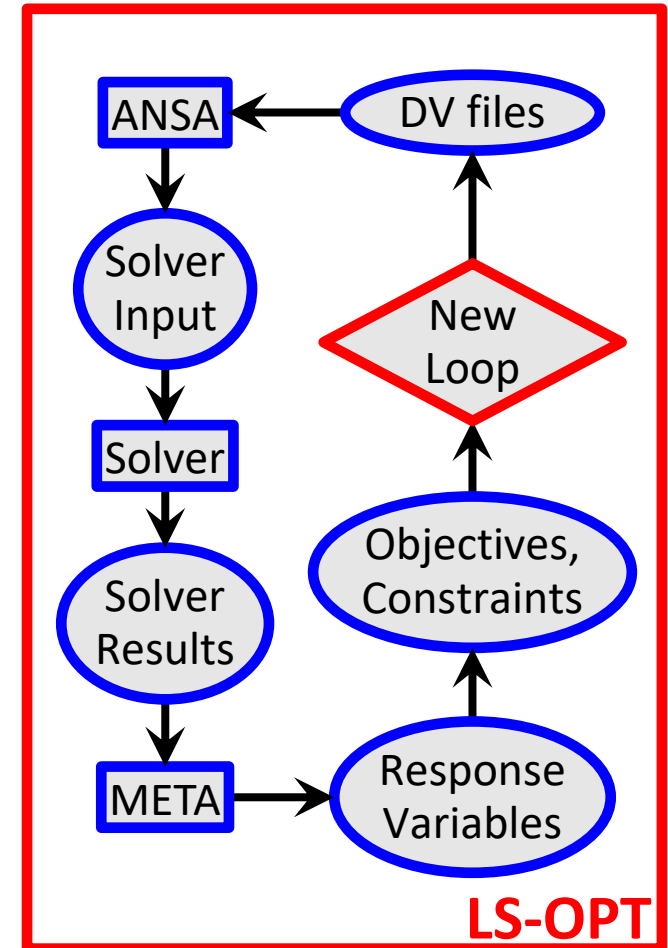 ANSA
DV files
Solver
Input
New
Loop
Solver
Objectives,
Constraints
Solver
Results
META
Response
Variables
LS-OPT